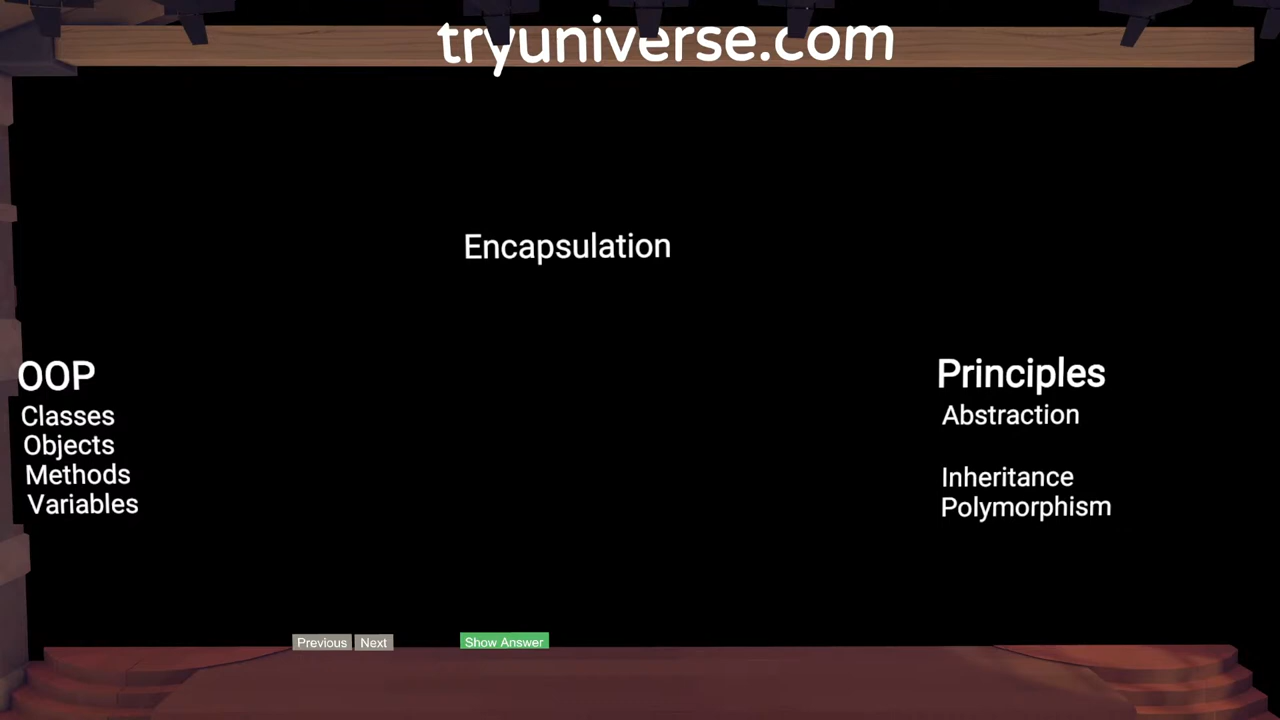 tryuniverse.com
Encapsulation
OOP
Classes
Objects
Methods
Variables
Principles
Abstraction
Inheritance
Polymorphism
Previous
Next
Show Answer